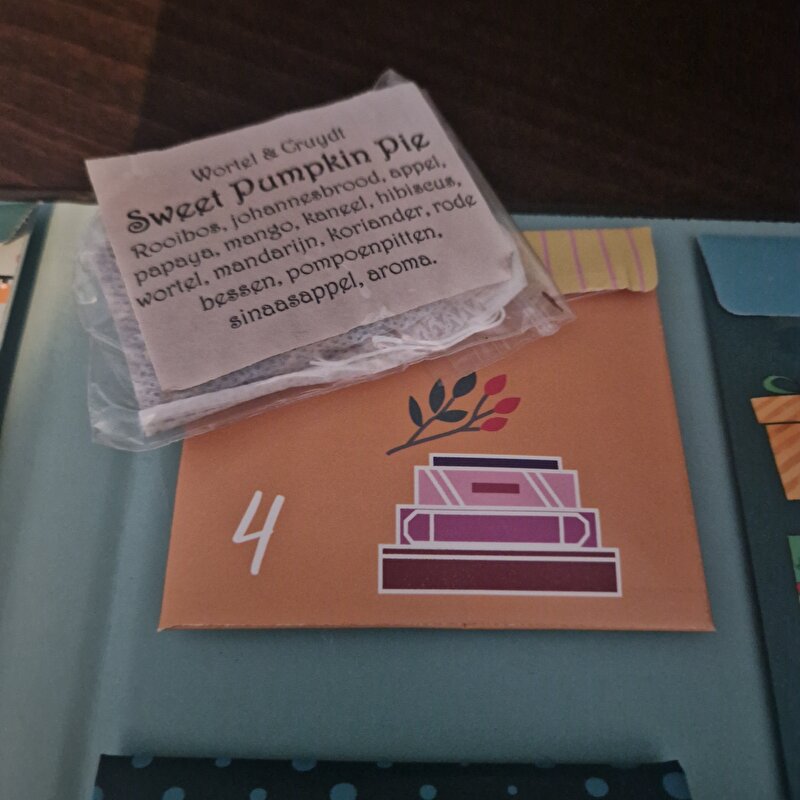 Wortel & Cruydt
Sweet Pumpkin Pie
Rooibos, johannesbrood, appel,
papaya, mango, kaneel, hibiscus,
wortel, mandarijn, koriander, rode
bessen, pompoenpitten,
sinaasappel, aroma.
4